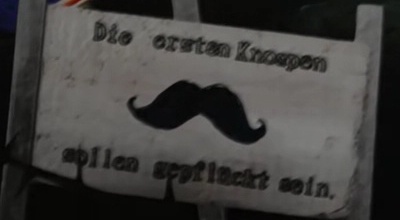 Die ersten Knospen
sollen gepflückt sein.